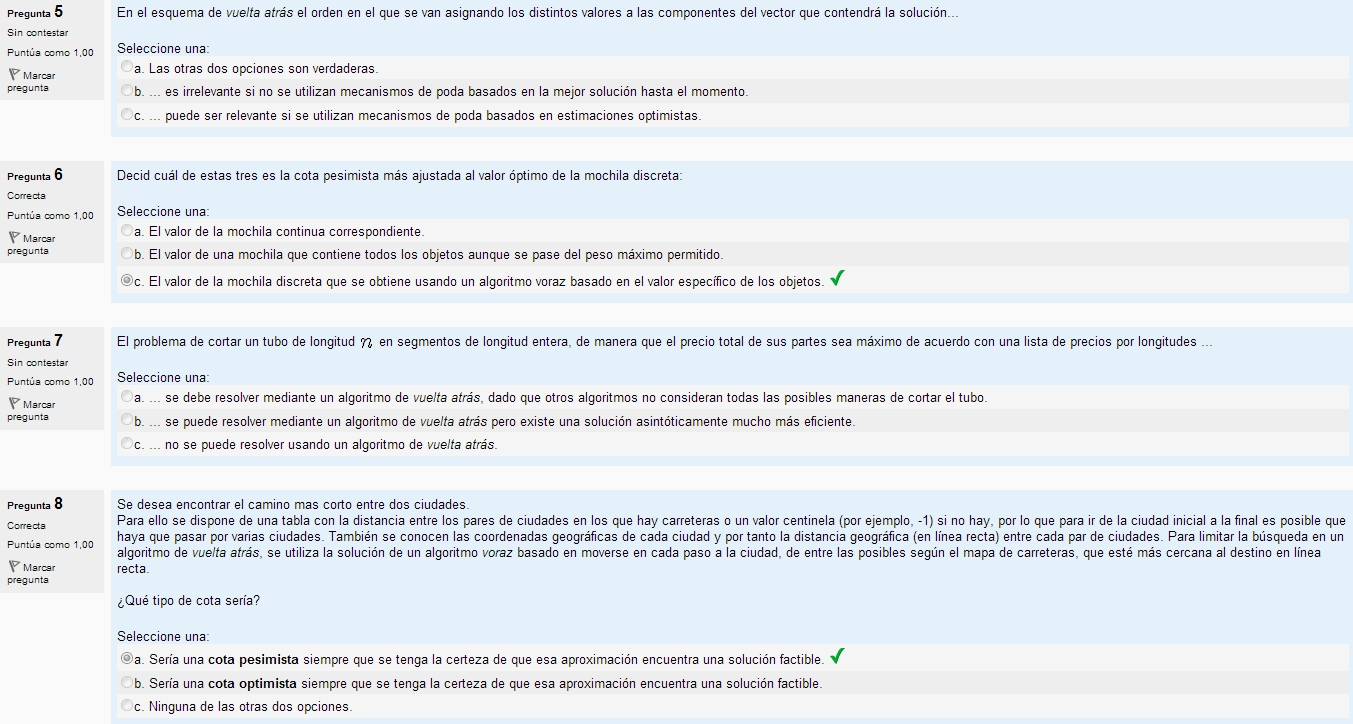 Pregunta 5
Sin contestar
Puntúa como 1,00
Marcar
pregunta
En el esquema de vuelta atrás el orden en el que se van asignando los distintos valores a las componentes del vector que contendrá la solución...
Seleccione una:
a. Las otras dos opciones son verdaderas.
b. ... es irrelevante si no se utilizan mecanismos de poda basados en la mejor solución hasta el momento.
c. ... puede ser relevante si se utilizan mecanismos de poda basados en estimaciones optimistas.
Pregunta 6
Correcta
Puntúa como 1,00
Marcar
pregunta
Decid cuál de estas tres es la cota pesimista más ajustada al valor óptimo de la mochila discreta:
Seleccione una:
a. El valor de la mochila continua correspondiente.
b. El valor de una mochila que contiene todos los objetos aunque se pase del peso máximo permitido.
c. El valor de la mochila discreta que se obtiene usando un algoritmo voraz basado en el valor específico de los objetos.
Pregunta 7
Sin contestar
Puntúa como 1,00
Marcar
pregunta
El problema de cortar un tubo de longitud n en segmentos de longitud entera, de manera que el precio total de sus partes sea máximo de acuerdo con una lista de precios por longitudes ...
Seleccione una:
a. ... se debe resolver mediante un algoritmo de vuelta atrás, dado que otros algoritmos no consideran todas las posibles maneras de cortar el tubo.
b. ... se puede resolver mediante un algoritmo de vuelta atrás pero existe una solución asintóticamente mucho más eficiente.
c. ... no se puede resolver usando un algoritmo de vuelta atrás.
Pregunta 8
Correcta
Puntúa como 1,00
Marcar
pregunta
Se desea encontrar el camino mas corto entre dos ciudades.
Para ello se dispone de una tabla con la distancia entre los pares de ciudades en los que hay carreteras o un valor centinela (por ejemplo, -1) si no hay, por lo que para ir de la ciudad inicial a la final es posible que
haya que pasar por varias ciudades. También se conocen las coordenadas geográficas de cada ciudad y por tanto la distancia geográfica (en línea recta) entre cada par de ciudades. Para limitar la búsqueda en un
algoritmo de vuelta atrás, se utiliza la solución de un algoritmo voraz basado en moverse en cada paso a la ciudad, de entre las posibles según el mapa de carreteras, que esté más cercana al destino en línea
recta.
¿Qué tipo de cota sería?
Seleccione una:
a. Sería una cota pesimista siempre que se tenga la certeza de que esa aproximación encuentra una solución factible.
b. Sería una cota optimista siempre que se tenga la certeza de que esa aproximación encuentra una solución factible.
c. Ninguna de las otras dos opciones.